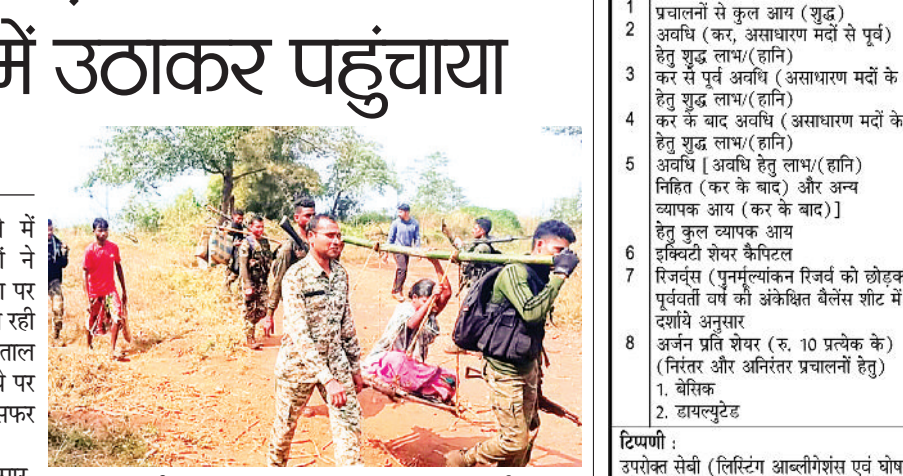 में उठाकर पहुंचाया
में
ने
पर
रही
पर
सफर
1 प्रचालनों से कुल आय (शुद्ध)
2 अवधि (कर, असाधारण मदों से पूर्व)
हेतु शुद्ध लाभ/(हानि)
3 कर से पूर्व अवधि (असाधारण मदों के
हेतु शुद्ध लाभ/(हानि)
4 कर के बाद अवधि (असाधारण मदों के
हेतु शुद्ध लाभ/(हानि)
5 अवधि [अवधि हेतु लाभ/(हानि)
निहित (कर के बाद) और अन्य
व्यापक आय (कर के बाद)]
हेतु कुल व्यापक आय
6 इक्विटी शेयर कैपिटल
7 रिजर्व्स (पुनर्मूल्यांकन रिजर्व को
पूर्ववर्ती वर्ष की अंकेक्षित बैलेंस शीट में
दर्शाये अनुसार
8 अर्जन प्रति शेयर (रु. 10 प्रत्येक के)
(निरंतर और अनिरंतर प्रचालनों हेतु)
1. बेसिक
2. डायल्युटेड
टिप्पणी :
उपरोक्त सेबी (लिस्टिंग आब्लीगेशंस एवं